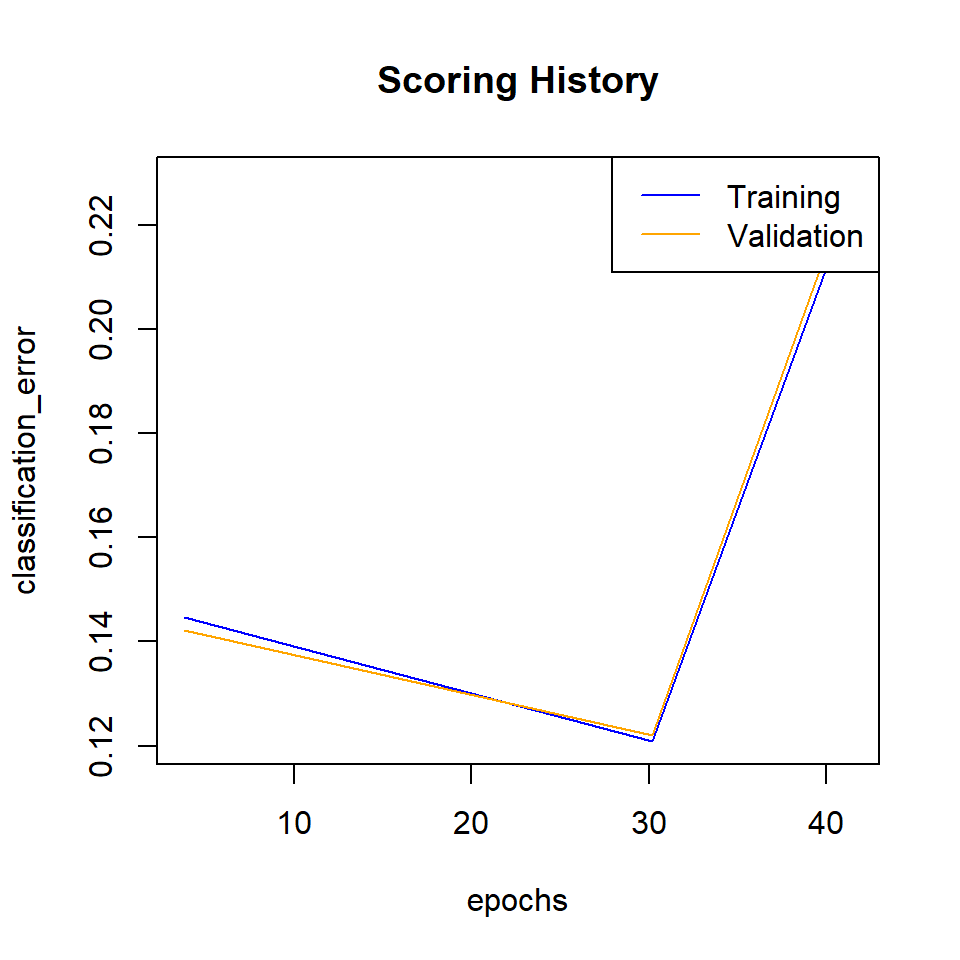 Scoring History
Training
Validation
0.22
0.20
0.18
0.16
0.14
0.12
classification_error
10 20 30 40
epochs